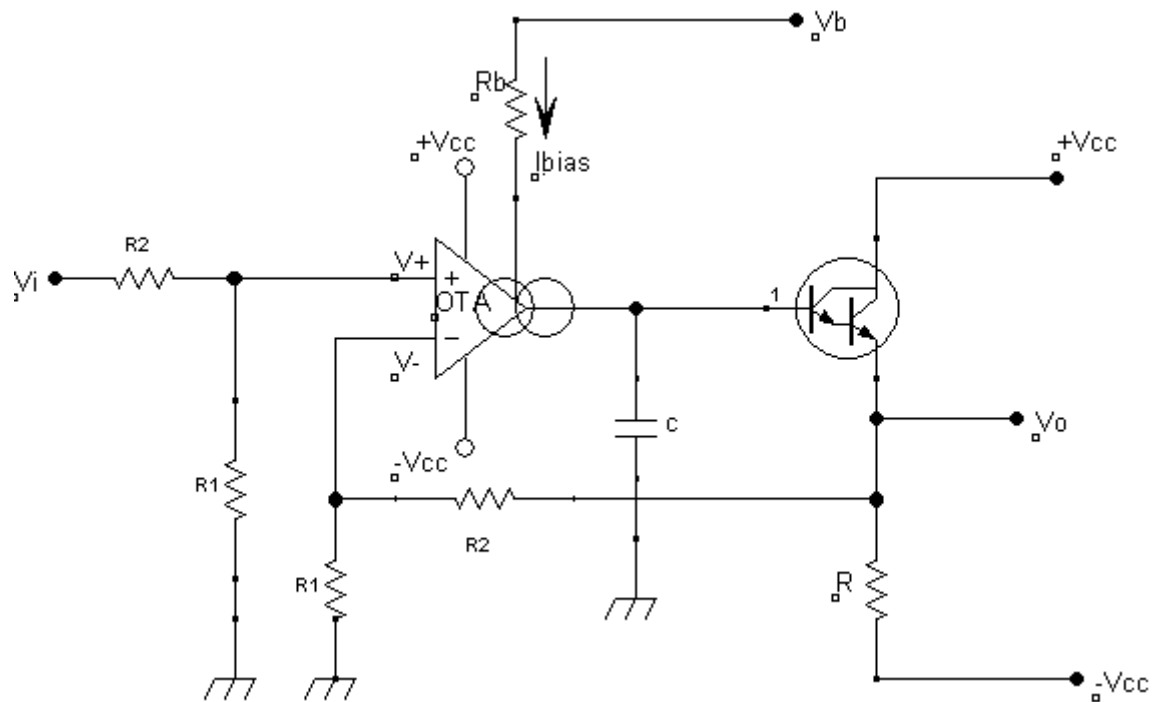 Vb
Rb
+Vcc
Ibias
+Vcc
R2
V+
Vi
+
OTA
1
-
V-
C
Vo
-Vcc
R1
R2
R1
R
-Vcc